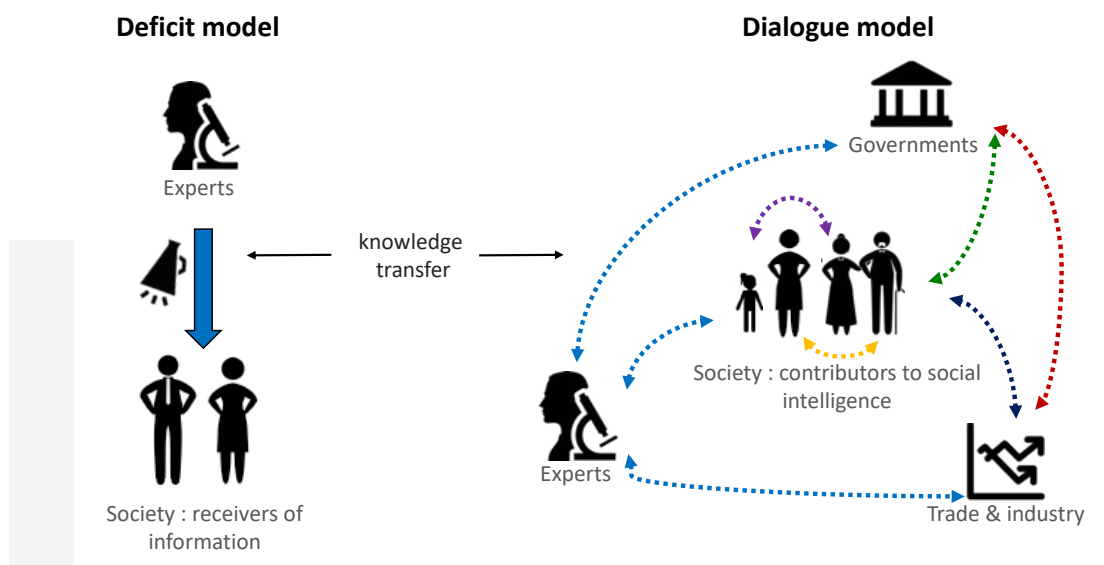 Deficit model
Experts
Society : receivers of
information
knowledge
transfer
Dialogue model
Governments
Society : contributors to social
intelligence
Experts
Trade & industry